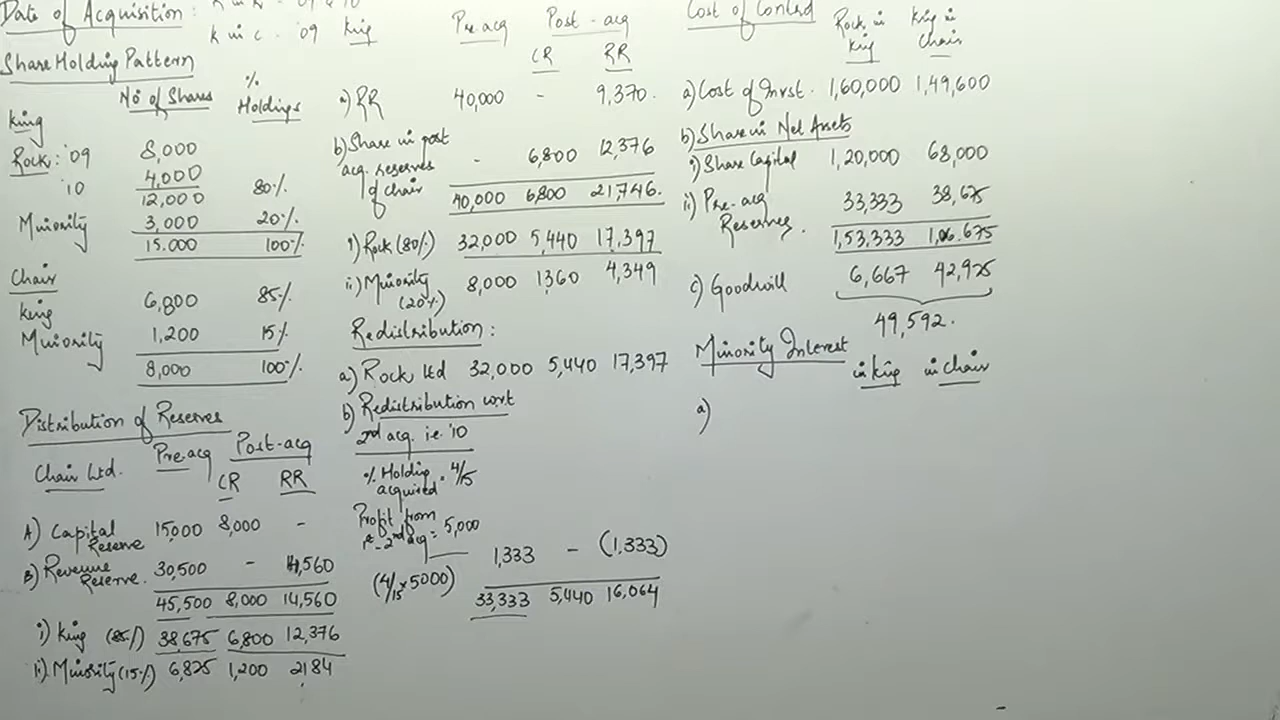 Date of Acquisition :
K in C - '09
Share Holding Pattern
No of Shares % Holdings
King
Rock: '09 8,000
'10 4,000
12,000 80%
Minority 3,000 20%
15.000 100%
Chair
King 6,800 85%
Minority 1,200 15%
8,000 100%
Distribution of Reserves
Chair Ltd. Pre.acq Post-acq
CR RR
A) Capital Reserve 15,000 8,000 -
B) Revenue Reserve. 30,500 - 14,560
45,500 8,000 14,560
i) King (85%) 38,675 6,800 12,376
ii) Minority (15%) 6,825 1,200 2184
King Pre acq Post - acq
CR RR
a) RR 40,000 - 9,370.
b) Share in post acq. reserves of chair - 6,800 12,376
40,000 6,800 21,746.
i) Rock (80%) 32,000 5,440 17,397
ii) Minority (20%) 8,000 1360 4,349
Redistribution :
a) Rock Ltd 32,000 5,440 17,397
b) Redistribution w.r.t
2nd acq. i.e. '10
% Holding acquired = 4/15
Profit from
1st - 2nd acq = 5,000
(4/15 x 5000) 1,333 - (1,333)
33,333 5,440 16,064
Cost of Control Rock in King King in Chair
a) Cost of Invst. 1,60,000 1,49,600
b) Share in Net Assets
i) Share Capital 1,20,000 68,000
ii) Pre-acq Reserves. 33,333 38,675
1,53,333 1,06.675
c) Goodwill 6,667 42,925
49,592.
Minority Interest in King in Chair
a)